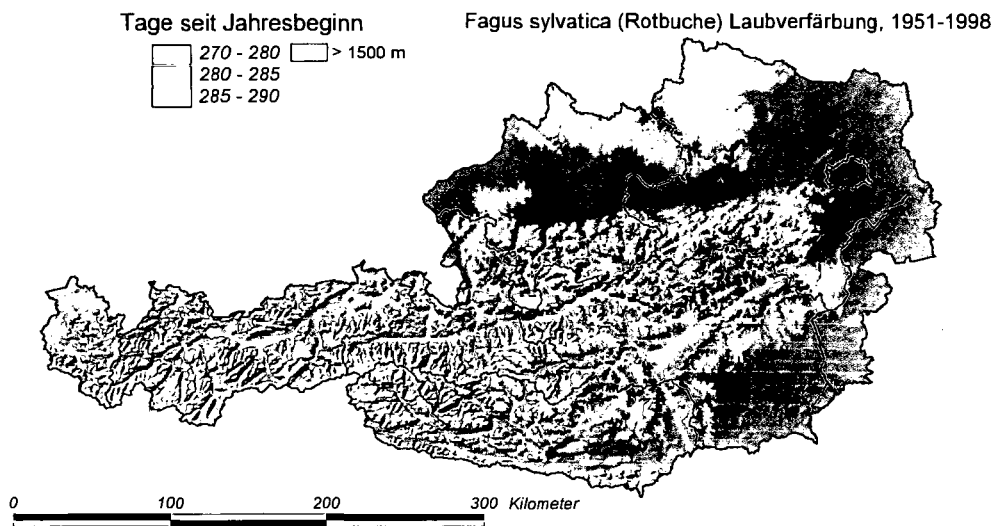 Tage seit Jahresbeginn
Fagus sylvatica (Rotbuche) Laubverfärbung, 1951-1998
270 - 280 > 1500 m
280 - 285
285 - 290
0 100 200 300 Kilometer